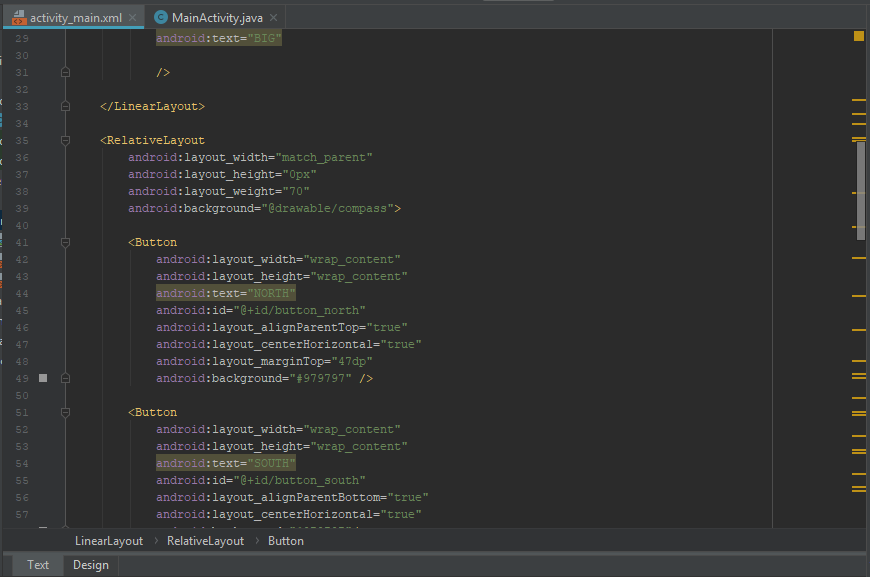 activity_main.xml MainActivity.java
29 android:text="BIG"
30
31 />
32
33 </LinearLayout>
34
35 <RelativeLayout
36 android:layout_width="match_parent"
37 android:layout_height="0px"
38 android:layout_weight="70"
39 android:background="@drawable/compass">
40
41 <Button
42 android:layout_width="wrap_content"
43 android:layout_height="wrap_content"
44 android:text="NORTH"
45 android:id="@+id/button_north"
46 android:layout_alignParentTop="true"
47 android:layout_centerHorizontal="true"
48 android:layout_marginTop="47dp"
49 android:background="#979797" />
50
51 <Button
52 android:layout_width="wrap_content"
53 android:layout_height="wrap_content"
54 android:text="SOUTH"
55 android:id="@+id/button_south"
56 android:layout_alignParentBottom="true"
57 android:layout_centerHorizontal="true"
LinearLayout › RelativeLayout › Button
Text Design